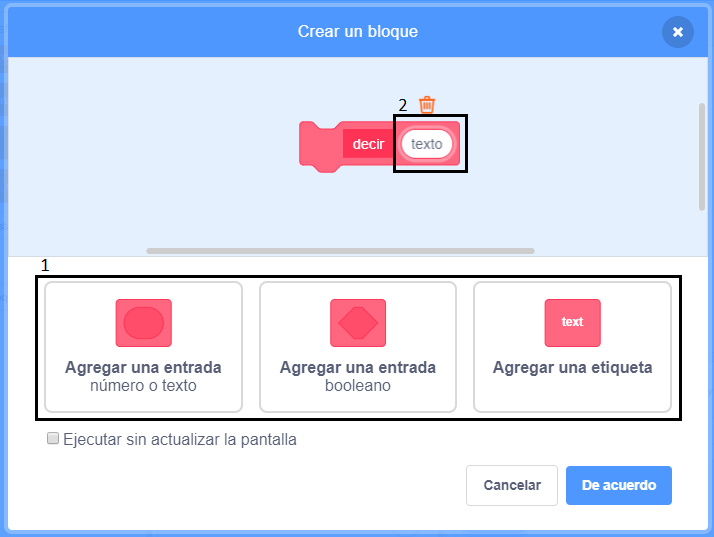 Crear un bloque
2
decir texto
1
text
Agregar una entrada
número o texto
Agregar una entrada
booleano
Agregar una etiqueta
Ejecutar sin actualizar la pantalla
Cancelar
De acuerdo